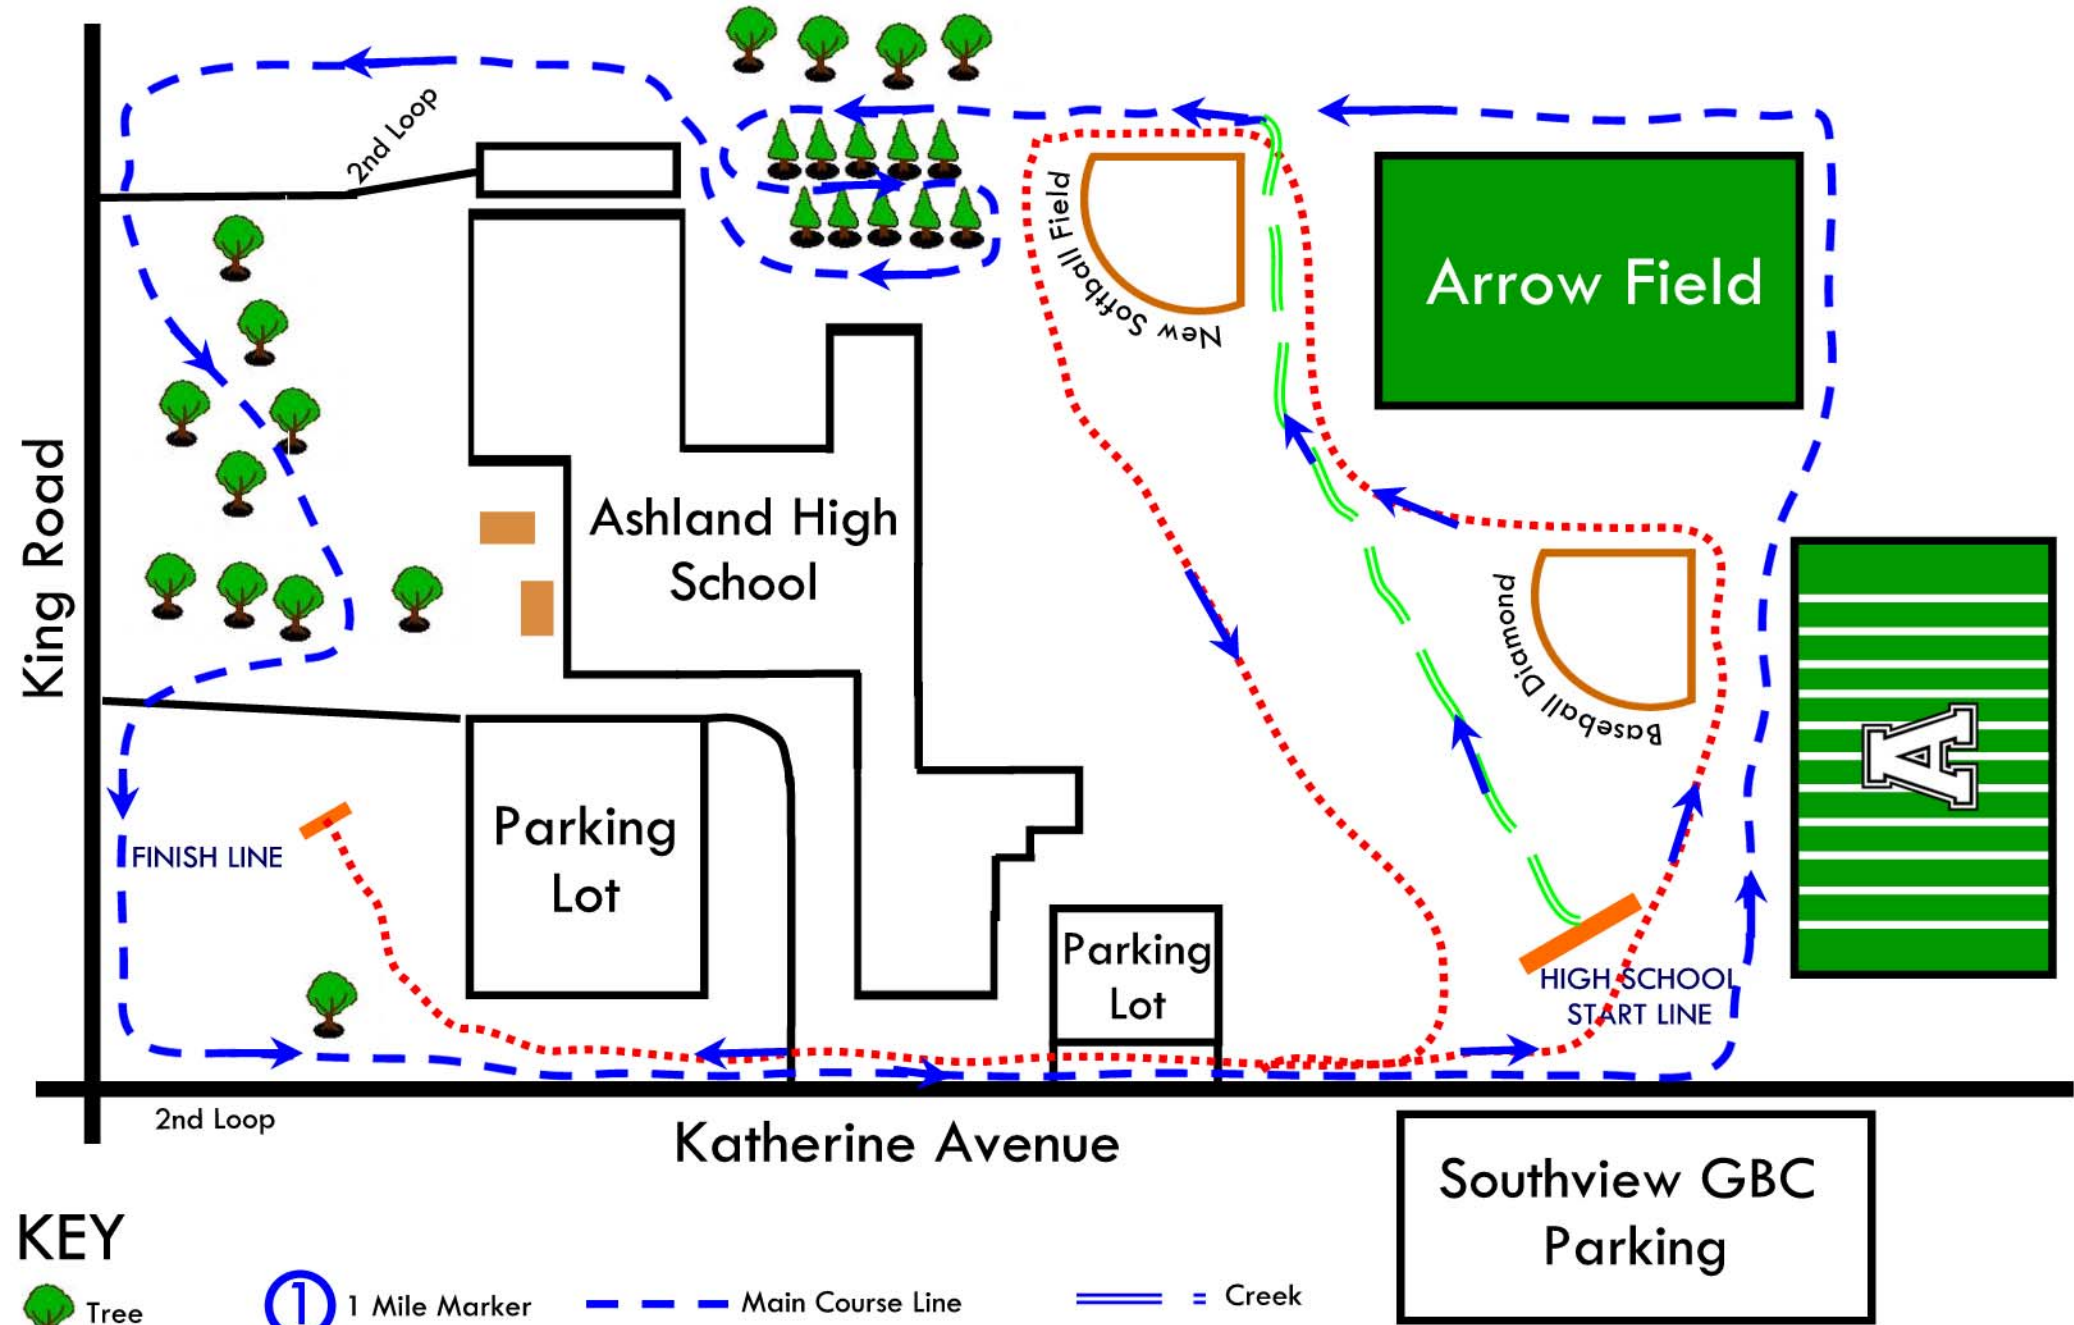 2nd Loop
King Road
New Softball Field
Arrow Field
Ashland High
School
Baseball Diamond
A
Parking
Lot
FINISH LINE
Parking
Lot
HIGH SCHOOL
START LINE
2nd Loop
Katherine Avenue
Southview GBC
Parking
KEY
Tree
1
1 Mile Marker
Main Course Line
Creek